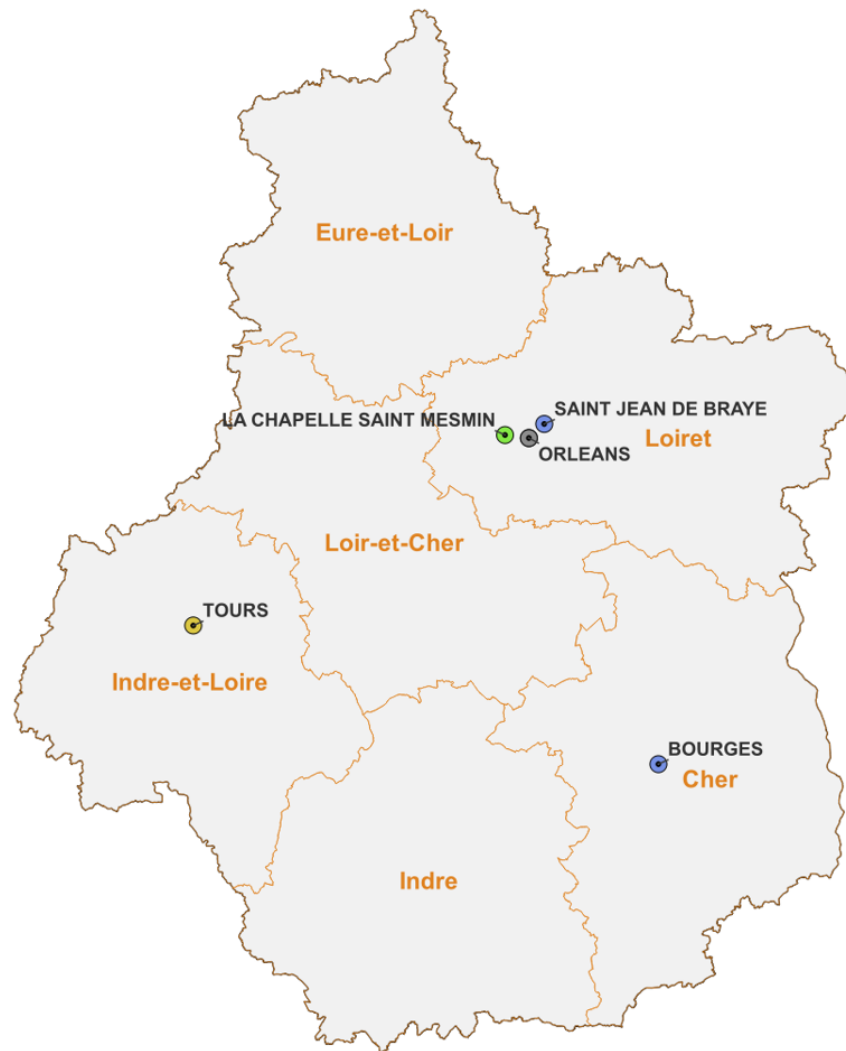 Eure-et-Loir
SAINT JEAN DE BRAYE
LA CHAPELLE SAINT MESMIN
Loiret
ORLEANS
Loir-et-Cher
TOURS
Indre-et-Loire
BOURGES
Cher
Indre